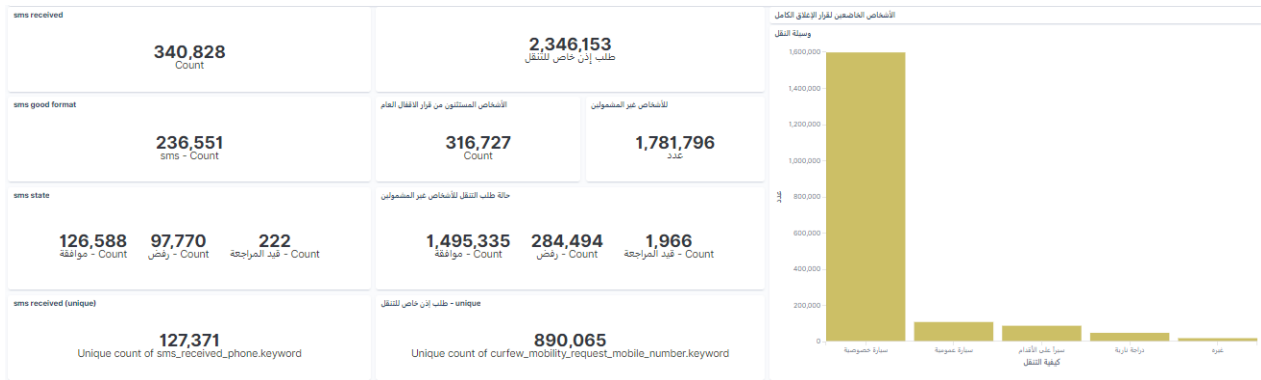 sms received
340,828
Count
2,346,153
طلب إذن خاص للتنقل
sms good format
236,551
sms - Count
الأشخاص المستثنون من قرار الاقفال العام
316,727
Count
للأشخاص غير المشمولين
1,781,796
عدد
sms state
126,588
موافقة - Count
97,770
رفض - Count
222
قيد المراجعة - Count
حالة طلب التنقل للأشخاص غير المشمولين
1,495,335
موافقة - Count
284,494
رفض - Count
1,966
قيد المراجعة - Count
sms received (unique)
127,371
Unique count of sms_received_phone.keyword
طلب إذن خاص للتنقل - unique
890,065
Unique count of curfew_mobility_request_mobile_number.keyword
الأشخاص الخاضعين لقرار الإغلاق الكامل
وسيلة النقل
1,600,000
1,400,000
1,200,000
1,000,000
800,000
600,000
400,000
200,000
0
عدد
سيارة خصوصية
سيارة عمومية
سيراً على الأقدام
دراجة نارية
غيره
كيفية التنقل